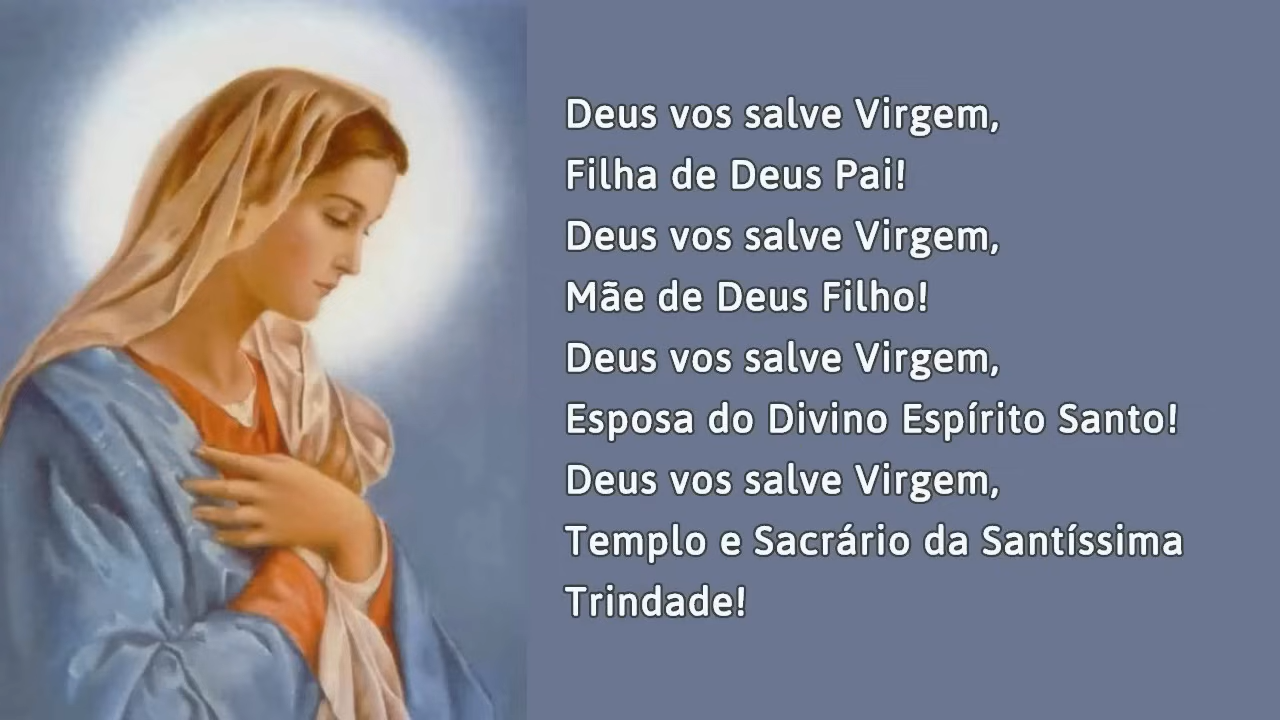 Deus vos salve Virgem,
Filha de Deus Pai!
Deus vos salve Virgem,
Mãe de Deus Filho!
Deus vos salve Virgem,
Esposa do Divino Espírito Santo!
Deus vos salve Virgem,
Templo e Sacrário da Santíssima
Trindade!